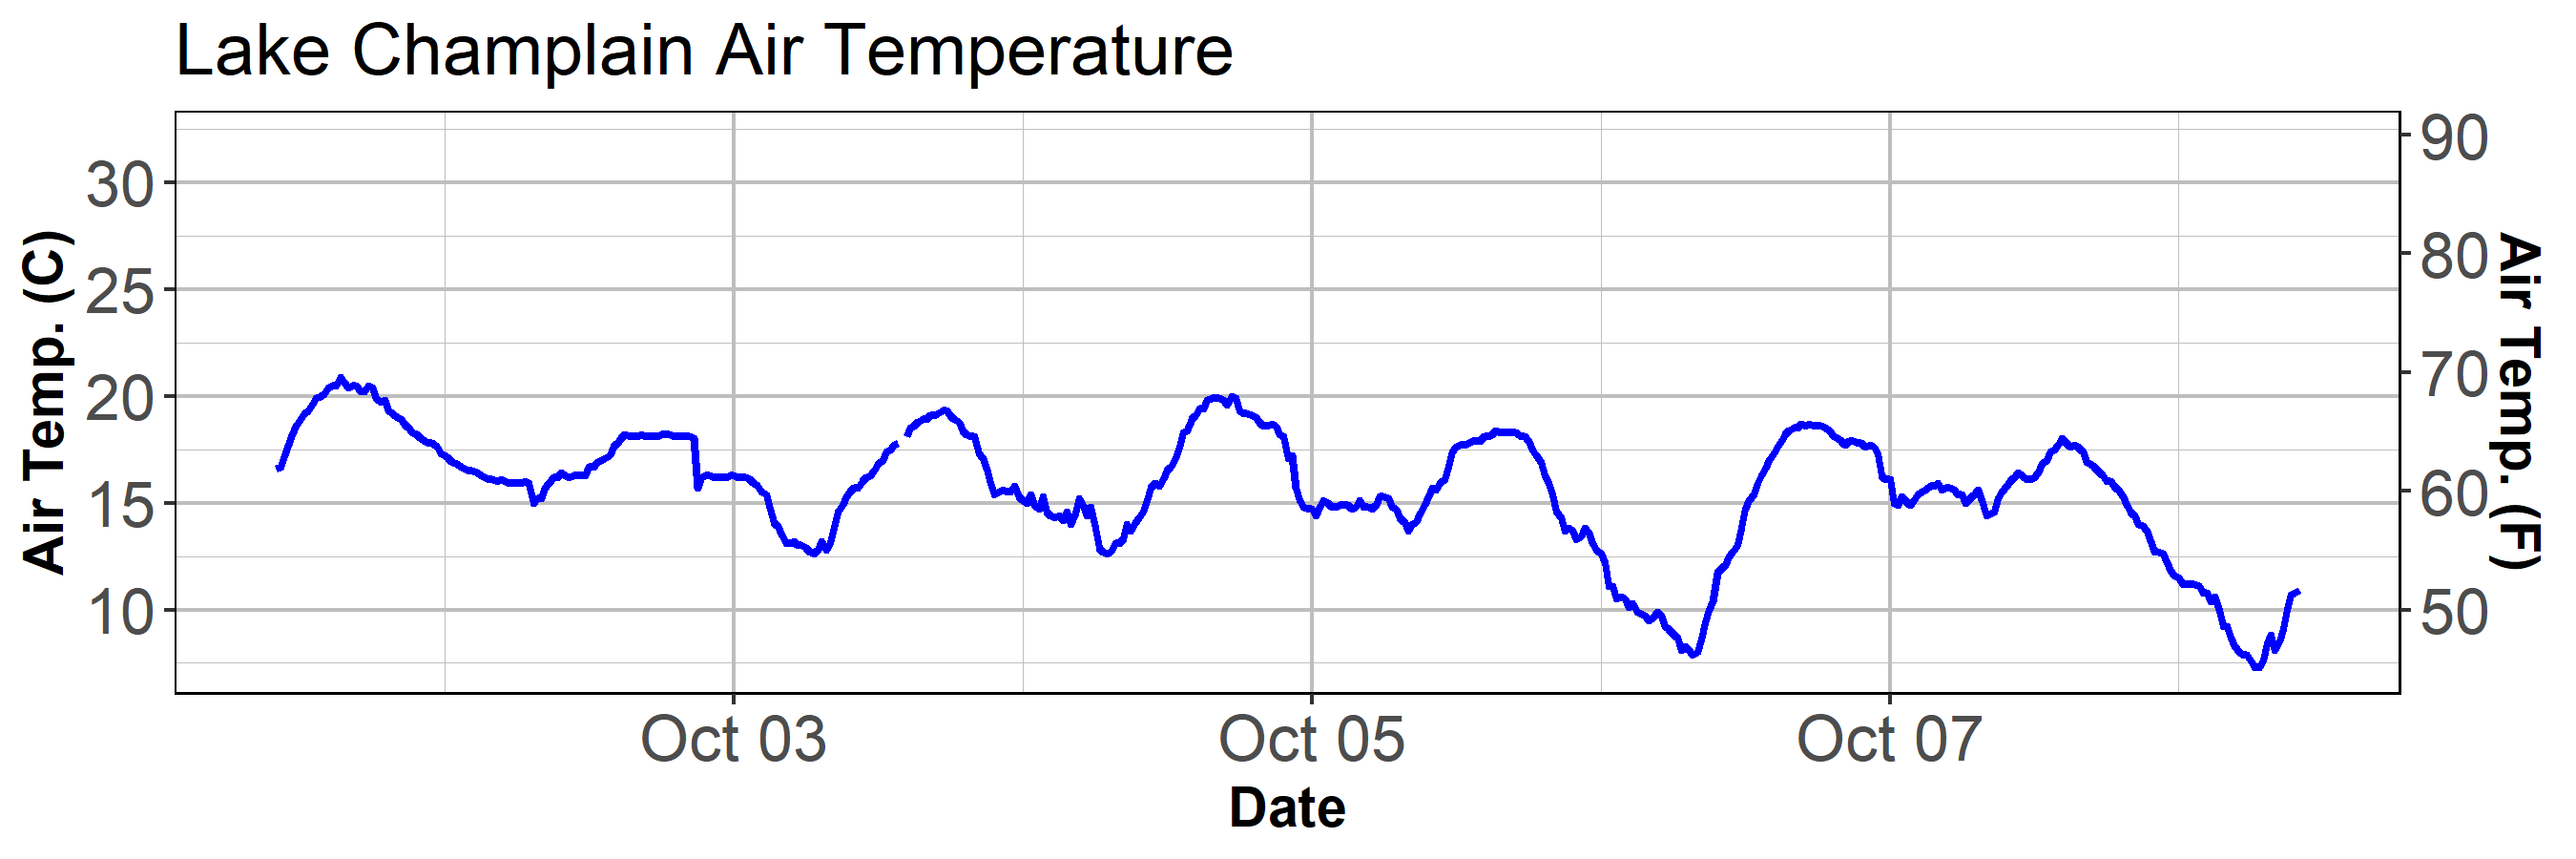 Lake Champlain Air Temperature
Air Temp. (C)
30
25
20
15
10
90
80
70
60
50
Air Temp. (F)
Oct 03 Oct 05 Oct 07
Date